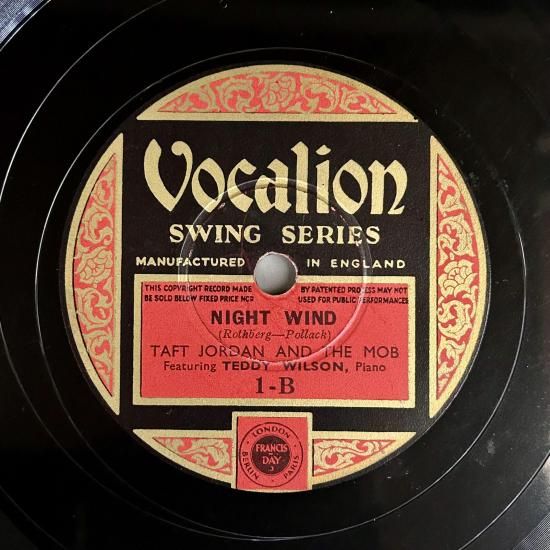 Vocalion
SWING SERIES
MANUFACTURED IN ENGLAND
THIS COPYRIGHT RECORD MADE BY PATENTED PROCESS MAY NOT
BE SOLD BELOW FIXED PRICE NOR USED FOR PUBLIC PERFORMANCES
NIGHT WIND
(Rothberg—Pollack)
TAFT JORDAN AND THE MOB
Featuring TEDDY WILSON, Piano
1-B
LONDON
FRANCIS
DAY
BERLIN
PARIS